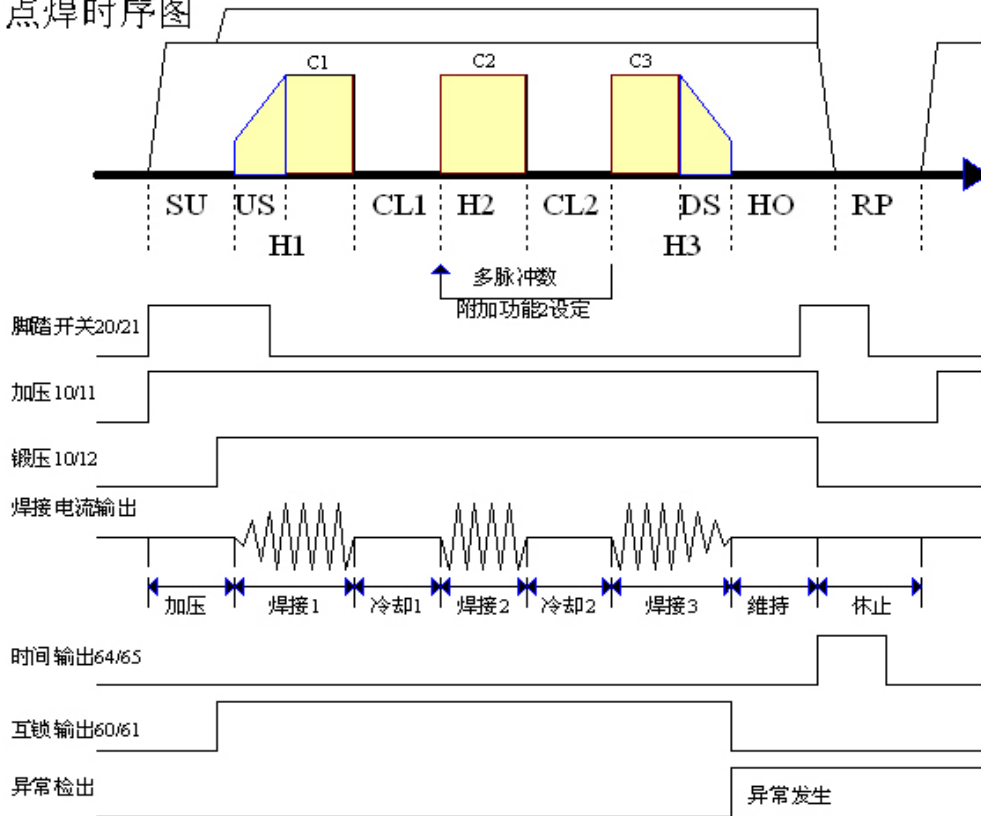 点焊时序图
C1 C2 C3
SU US CL1 H2 CL2 DS HO RP
H1 H3
多脉冲数
附加功能2设定
脚踏开关20/21
加压10/11
锻压10/12
焊接电流输出
加压 焊接1 冷却1 焊接2 冷却2 焊接3 维持 休止
时间输出64/65
互锁输出60/61
异常检出
异常发生